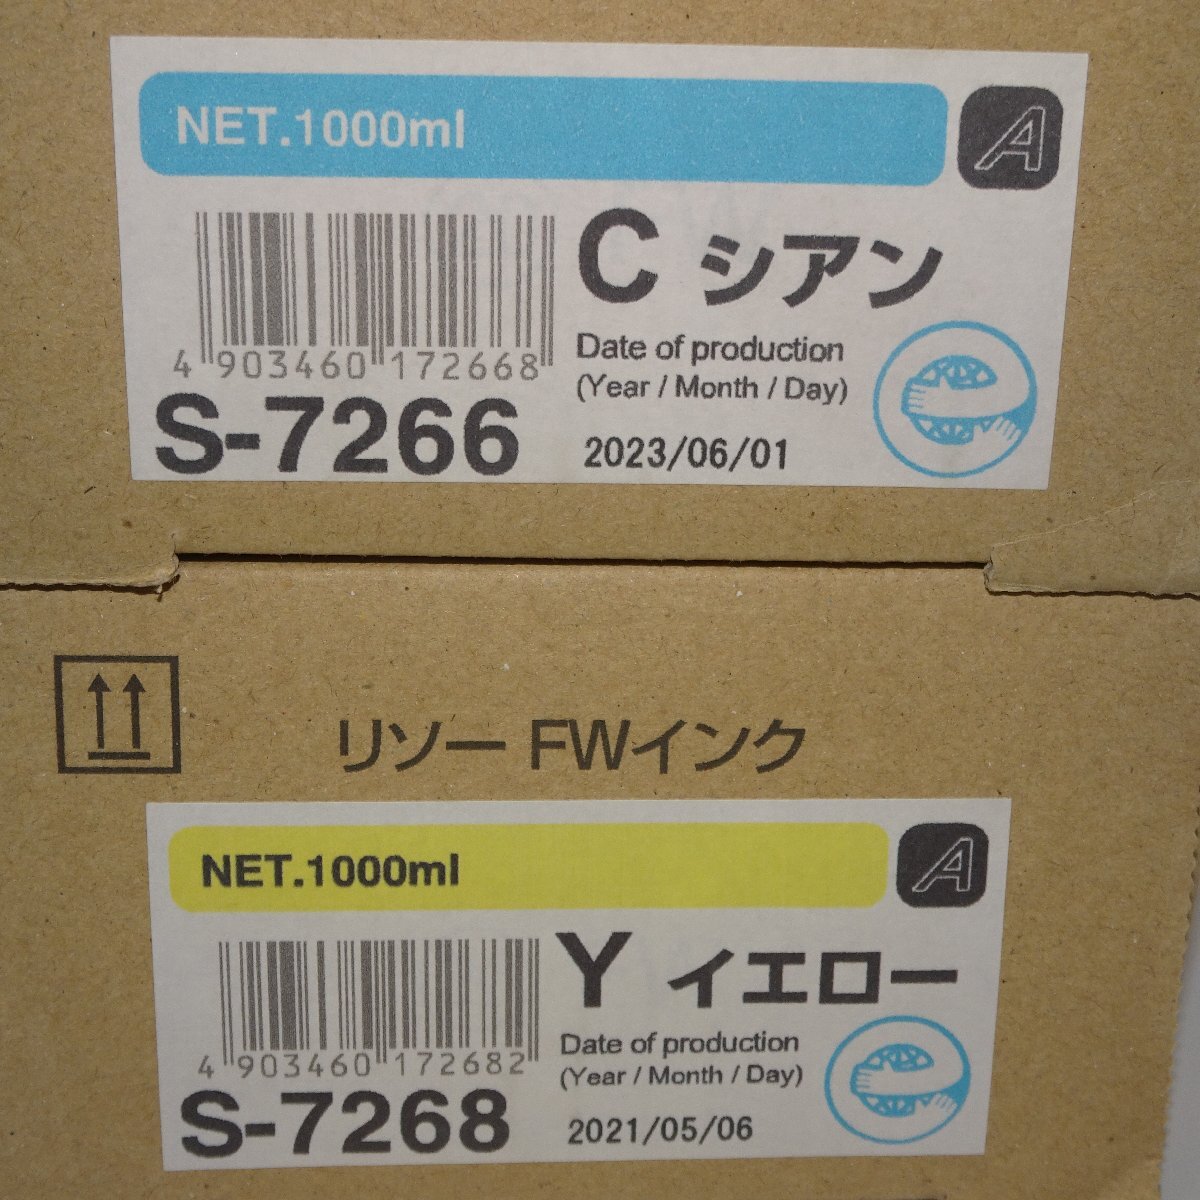 NET.1000ml
A
C シアン
4 903460 172668
Date of production
(Year / Month / Day)
S-7266
2023/06/01
リソー FWインク
NET.1000ml
A
Y イエロー
4 903460 172682
Date of production
(Year / Month / Day)
S-7268
2021/05/06